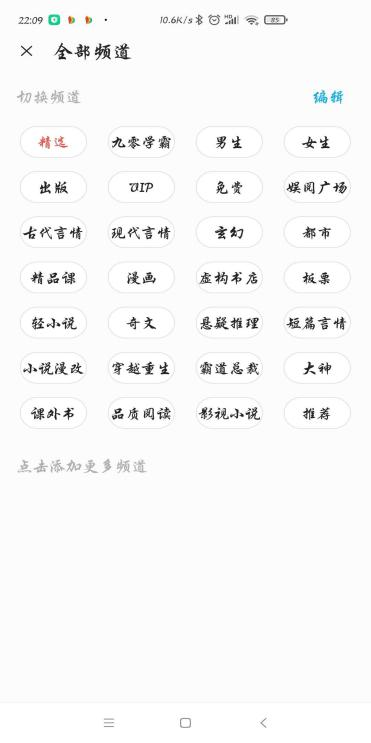 22:09 10.6K/s HD 85
全部频道
切换频道 编辑
精选 九零学霸 男生 女生
出版 VIP 免费 娱阅广场
古代言情 现代言情 玄幻 都市
精品课 漫画 虚构书店 板栗
轻小说 奇文 悬疑推理 短篇言情
小说漫改 穿越重生 霸道总裁 大神
课外书 品质阅读 影视小说 推荐
点击添加更多频道